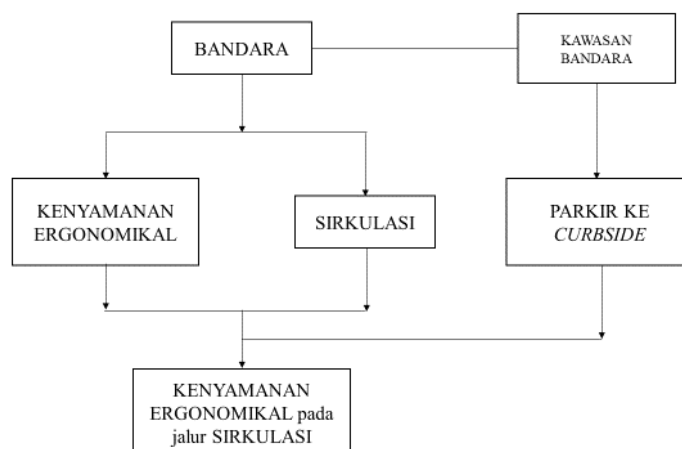 BANDARA
KAWASAN
BANDARA
KENYAMANAN
ERGONOMIKAL
SIRKULASI
PARKIR KE
CURBSIDE
KENYAMANAN
ERGONOMIKAL pada
jalur SIRKULASI